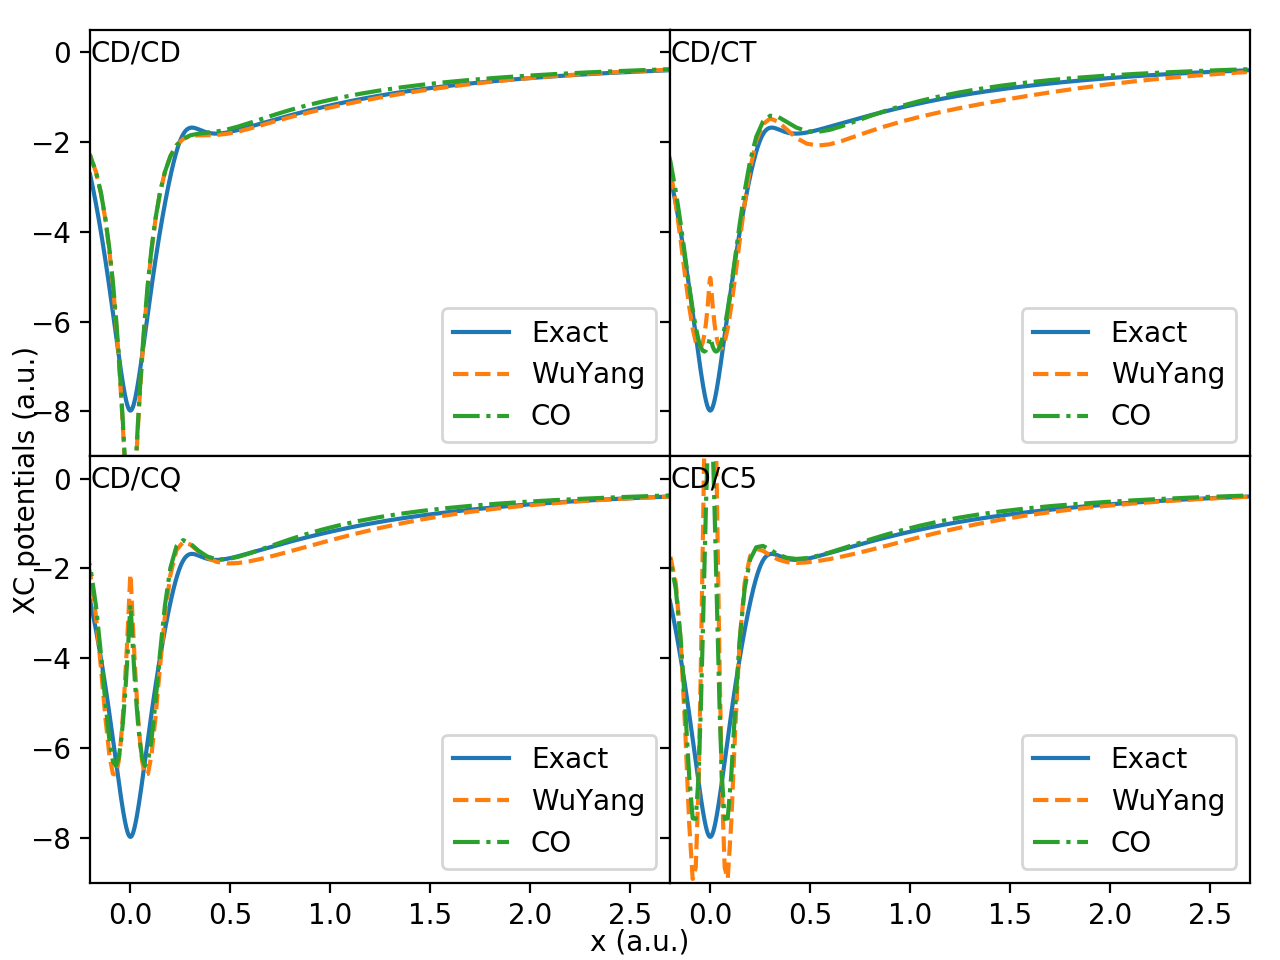 CD/CD
CD/CT
0
−2
−4
−6
−8
Exact
WuYang
CO
Exact
WuYang
CO
XC potentials (a.u.)
CD/CQ
CD/C5
0
−2
−4
−6
−8
Exact
WuYang
CO
Exact
WuYang
CO
0.0 0.5 1.0 1.5 2.0 2.5
0.0 0.5 1.0 1.5 2.0 2.5
x (a.u.)